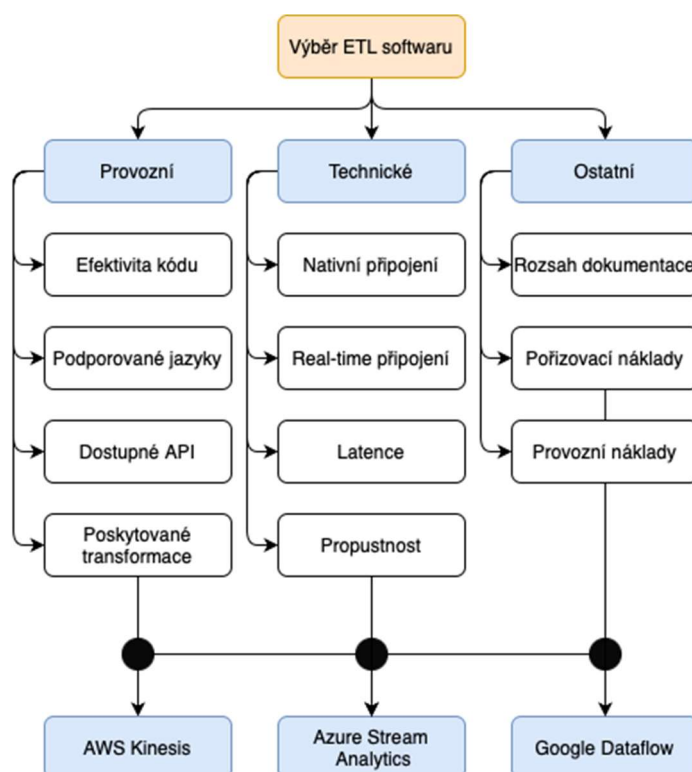 Výběr ETL softwaru
Provozní
Technické
Ostatní
Efektivita kódu
Nativní připojení
Rozsah dokumentace
Podporované jazyky
Real-time připojení
Pořizovací náklady
Dostupné API
Latence
Provozní náklady
Poskytované
transformace
Propustnost
AWS Kinesis
Azure Stream
Analytics
Google Dataflow